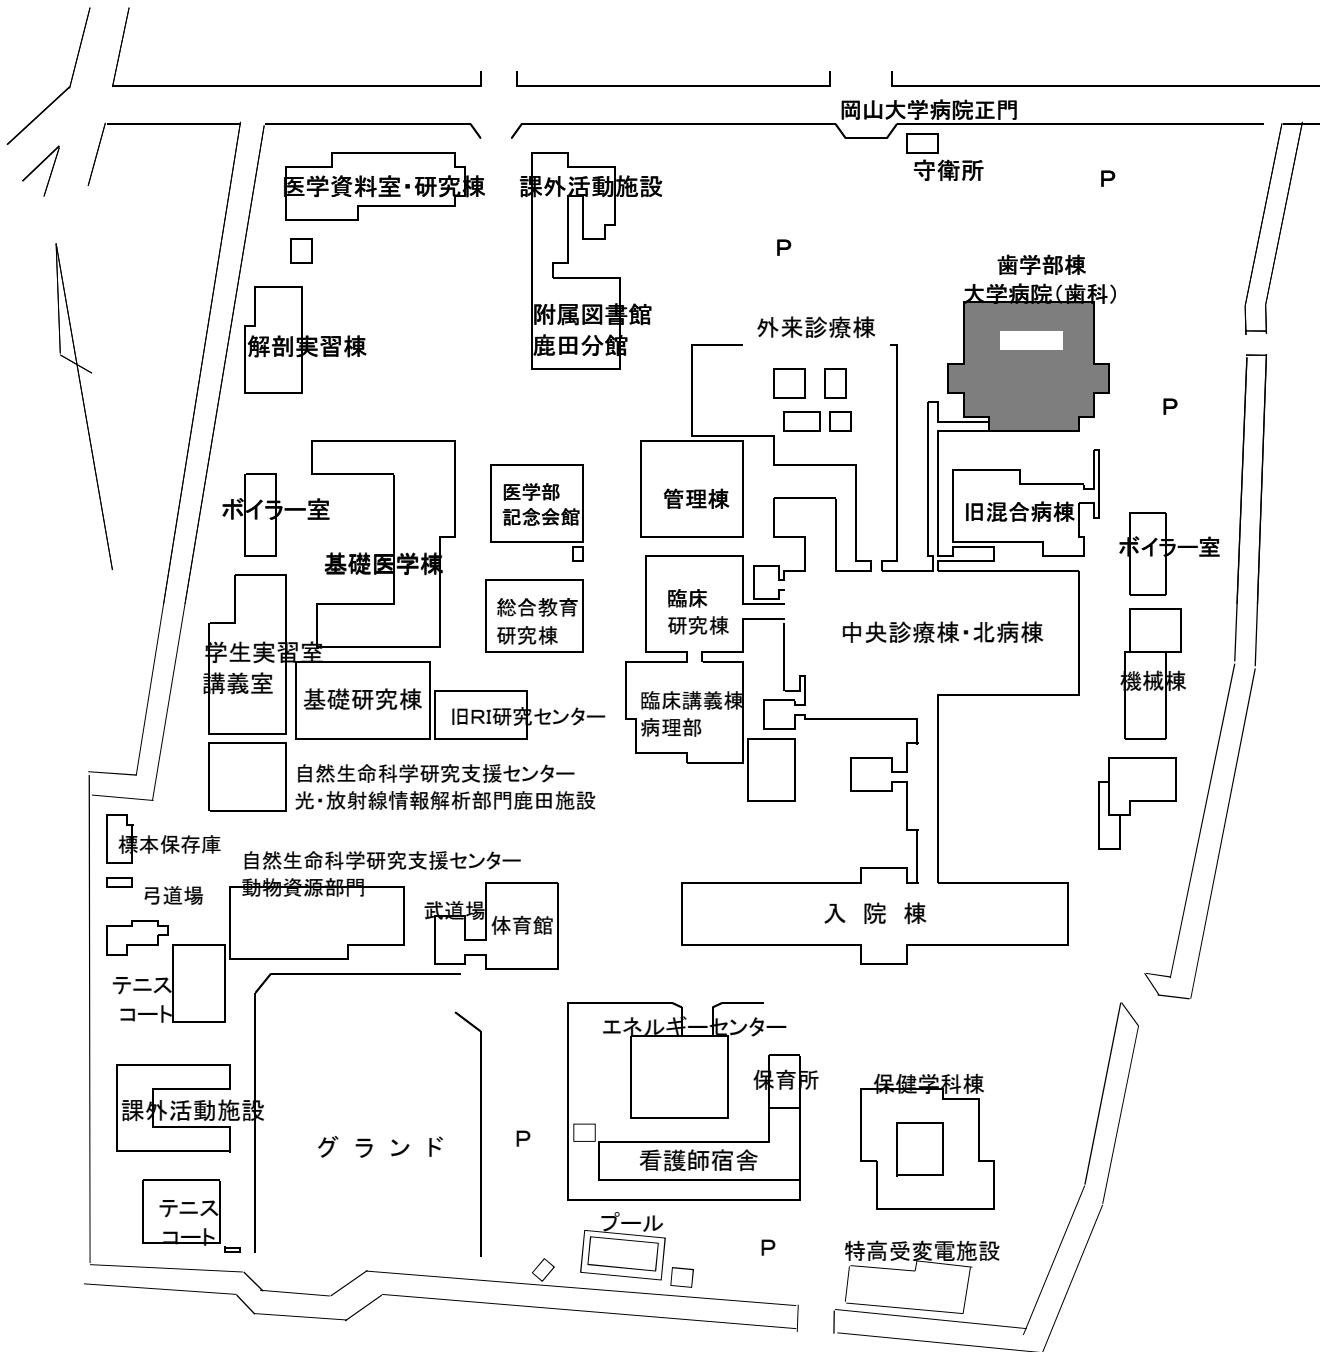 岡山大学病院正門
守衛所
医学資料室・研究棟
課外活動施設
P
P
歯学部棟
大学病院(歯科)
附属図書館
鹿田分館
外来診療棟
解剖実習棟
P
ボイラー室
医学部
記念会館
管理棟
旧混合病棟
ボイラー室
基礎医学棟
総合教育
研究棟
臨床
研究棟
中央診療棟・北病棟
学生実習室
講義室
基礎研究棟
旧RI研究センター
臨床講義棟
病理部
機械棟
自然生命科学研究支援センター
光・放射線情報解析部門鹿田施設
標本保存庫
自然生命科学研究支援センター
動物資源部門
弓道場
武道場
体育館
入 院 棟
テニス
コート
エネルギーセンター
保育所
保健学科棟
課外活動施設
グ ラ ン ド
P
看護師宿舎
テニス
コート
プール
P
特高受変電施設